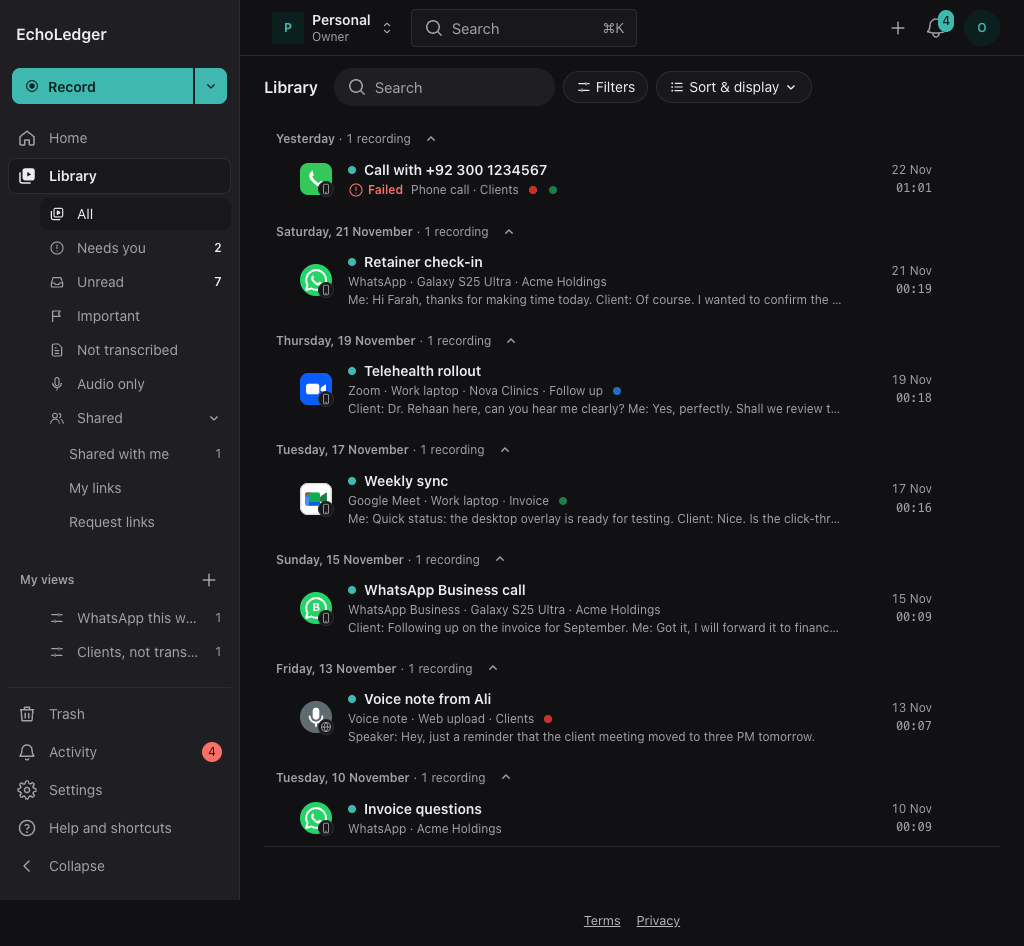 EchoLedger
Record
Home
Library
All
Needs you 2
Unread 7
Important
Not transcribed
Audio only
Shared
Shared with me 1
My links
Request links
My views
WhatsApp this w... 1
Clients, not trans... 1
Trash
Activity 4
Settings
Help and shortcuts
Collapse
P Personal
Owner
Search ⌘K
4
O
Library
Search
Filters
Sort & display
Yesterday · 1 recording
Call with +92 300 1234567
22 Nov
Failed Phone call · Clients
01:01
Saturday, 21 November · 1 recording
Retainer check-in
21 Nov
WhatsApp · Galaxy S25 Ultra · Acme Holdings
00:19
Me: Hi Farah, thanks for making time today. Client: Of course. I wanted to confirm the ...
Thursday, 19 November · 1 recording
Telehealth rollout
19 Nov
Zoom · Work laptop · Nova Clinics · Follow up
00:18
Client: Dr. Rehaan here, can you hear me clearly? Me: Yes, perfectly. Shall we review t...
Tuesday, 17 November · 1 recording
Weekly sync
17 Nov
Google Meet · Work laptop · Invoice
00:16
Me: Quick status: the desktop overlay is ready for testing. Client: Nice. Is the click-thr...
Sunday, 15 November · 1 recording
B
WhatsApp Business call
15 Nov
WhatsApp Business · Galaxy S25 Ultra · Acme Holdings
00:09
Client: Following up on the invoice for September. Me: Got it, I will forward it to financ...
Friday, 13 November · 1 recording
Voice note from Ali
13 Nov
Voice note · Web upload · Clients
00:07
Speaker: Hey, just a reminder that the client meeting moved to three PM tomorrow.
Tuesday, 10 November · 1 recording
Invoice questions
10 Nov
WhatsApp · Acme Holdings
00:09
Terms Privacy